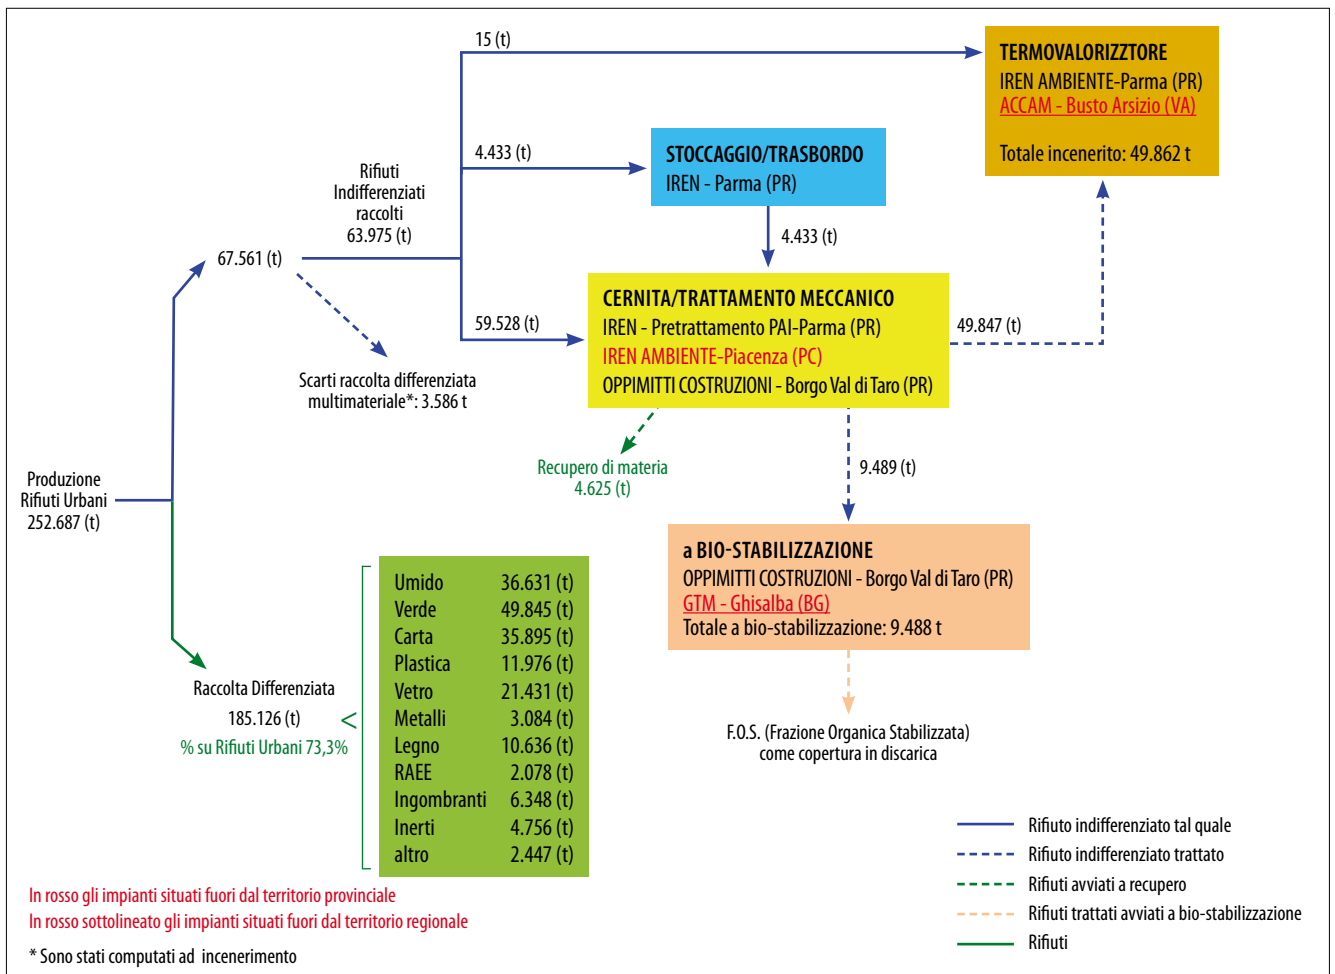 15 (t)
TERMOVALORIZZTORE
IREN AMBIENTE-Parma (PR)
ACCAM - Busto Arsizio (VA)
Totale incenerito: 49.862 t
4.433 (t)
STOCCAGGIO/TRASBORDO
IREN - Parma (PR)
Rifiuti
Indifferenziati
raccolti
63.975 (t)
4.433 (t)
67.561 (t)
59.528 (t)
CERNITA/TRATTAMENTO MECCANICO
IREN - Pretrattamento PAI-Parma (PR)
IREN AMBIENTE-Piacenza (PC)
OPPIMITTI COSTRUZIONI - Borgo Val di Taro (PR)
49.847 (t)
Scarti raccolta differenziata
multimateriale*: 3.586 t
Recupero di materia
4.625 (t)
9.489 (t)
Produzione
Rifiuti Urbani
252.687 (t)
a BIO-STABILIZZAZIONE
OPPIMITTI COSTRUZIONI - Borgo Val di Taro (PR)
GTM - Ghisalba (BG)
Totale a bio-stabilizzazione: 9.488 t
F.O.S. (Frazione Organica Stabilizzata)
come copertura in discarica
Raccolta Differenziata
185.126 (t)
% su Rifiuti Urbani 73,3%
<
Umido 36.631 (t)
Verde 49.845 (t)
Carta 35.895 (t)
Plastica 11.976 (t)
Vetro 21.431 (t)
Metalli 3.084 (t)
Legno 10.636 (t)
RAEE 2.078 (t)
Ingombranti 6.348 (t)
Inerti 4.756 (t)
altro 2.447 (t)
Rifiuto indifferenziato tal quale
Rifiuto indifferenziato trattato
Rifiuti avviati a recupero
Rifiuti trattati avviati a bio-stabilizzazione
Rifiuti
In rosso gli impianti situati fuori dal territorio provinciale
In rosso sottolineato gli impianti situati fuori dal territorio regionale
* Sono stati computati ad incenerimento